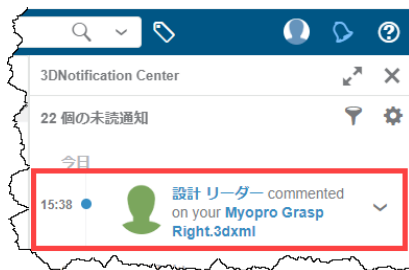 3DNotification Center
22 個の未読通知
今日
15:38
設計 リーダー commented
on your Myopro Grasp
Right.3dxml